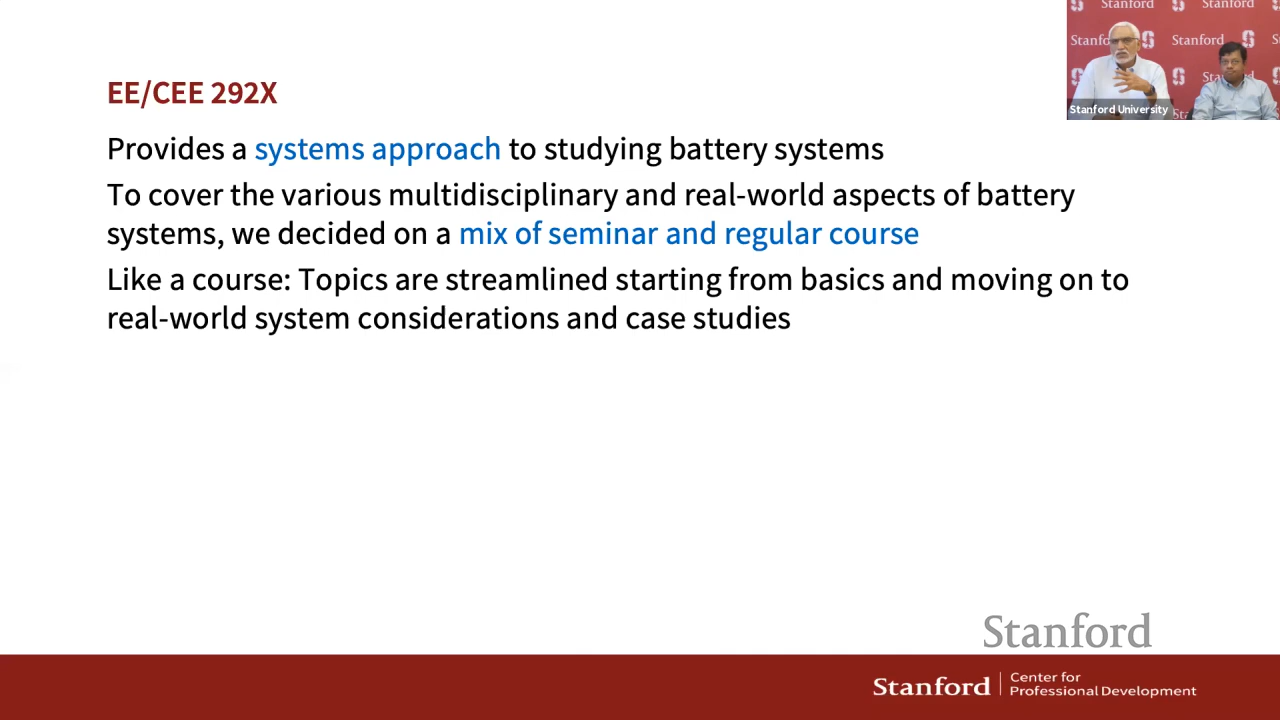 EE/CEE 292X
Provides a systems approach to studying battery systems
To cover the various multidisciplinary and real-world aspects of battery
systems, we decided on a mix of seminar and regular course
Like a course: Topics are streamlined starting from basics and moving on to
real-world system considerations and case studies
Stanford
Stanford
Stanford
Stanford
Stanford University
Stanford
Stanford
Center for
Professional Development